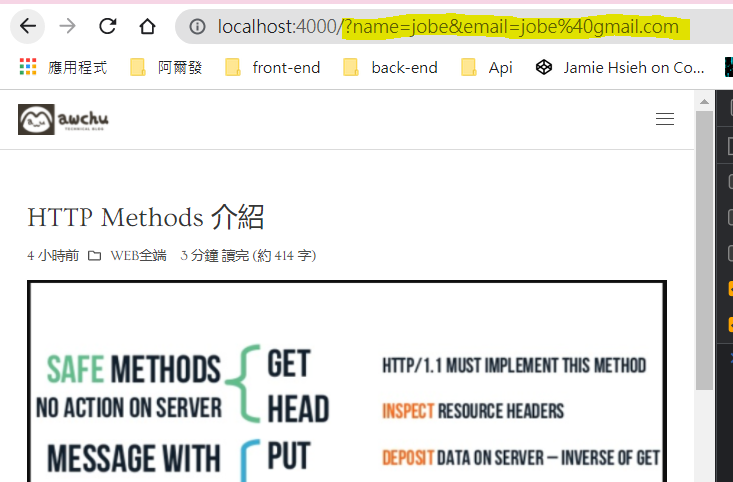 localhost:4000/?name=jobe&email=jobe%40gmail.com
應用程式 阿爾發 front-end back-end Api Jamie Hsieh on Co...
awchu
TECHNICAL BLOG
HTTP Methods 介紹
4 小時前 WEB全端 3 分鐘 讀完 (約 414 字)
SAFE METHODS
NO ACTION ON SERVER
GET
HEAD
HTTP/1.1 MUST IMPLEMENT THIS METHOD
INSPECT RESOURCE HEADERS
MESSAGE WITH
PUT
DEPOSIT DATA ON SERVER – INVERSE OF GET